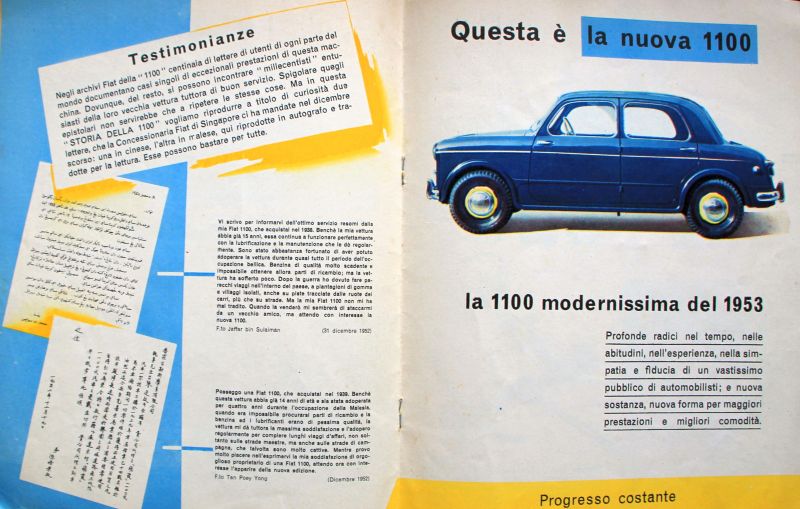 Testimonianze
Negli archivi Fiat della "1100" centinaia di lettere di utenti di ogni parte del
mondo documentano casi singoli di eccezionali prestazioni di questa mac-
china. Dovunque, del resto, si possono incontrare "millecentisti" entu-
siasti della loro vecchia vettura tuttora di buon servizio. Spigolare quegli
epistolari non servirebbe che a ripetere le stesse cose. Ma in questa
"STORIA DELLA 1100" vogliamo riprodurre a titolo di curiosità due
lettere, che la Concessionaria Fiat di Singapore ci ha mandate nel dicembre
scorso: una in cinese, l'altra in malese, qui riprodotte in autografo e tra-
dotte per la lettura. Esse possono bastare per tutte.
Vi scrivo per informarvi dell'ottimo servizio resomi dalla
mia Fiat 1100, che acquistai nel 1938. Benchè la mia vettura
abbia già 15 anni, essa continua a funzionare perfettamente
con la lubrificazione e la manutenzione che le dò regolar-
mente. Sono stato abbastanza fortunato di aver potuto
adoperare la vettura durante quasi tutto il periodo dell'oc-
cupazione bellica. Benzina di qualità molto scadente e
impossibile ottenere allora parti di ricambio; ma la vet-
tura ha sofferto poco. Dopo la guerra ho dovuto fare pa-
recchi viaggi nell'interno del paese, a piantagioni di gomma
e villaggi isolati, anche su piste tracciate dalle ruote dei
carri, più che su strade. Ma la mia Fiat 1100 non mi
ha mai tradito. Quando la venderò mi sembrerà di staccarmi
da un vecchio amico, ma attendo con interesse la
nuova 1100.
F.to Jaffar bin Sulaiman (31 dicembre 1952)
Posseggo una Fiat 1100, che acquistai nel 1939. Benchè
questa vettura abbia già 14 anni di età e sia stata adoperata
per quattro anni durante l'occupazione della Malesia,
quando era impossibile procurarsi parti di ricambio e la
benzina ed i lubrificanti erano di pessima qualità, la
vettura mi dà tuttora la massima soddisfazione e l'adopero
regolarmente per compiere lunghi viaggi d'affari, non sol-
tanto sulle strade maestre, ma anche sulle strade di cam-
pagna, che talvolta sono molto cattive. Mentre provo
molto piacere nell'esprimervi la mia soddisfazione di orgo-
glioso proprietario di una Fiat 1100, attendo ora con inte-
resse l'apparire della nuova edizione.
F.to Tan Poey Yong (Dicembre 1952)
Questa è la nuova 1100
la 1100 modernissima del 1953
Profonde radici nel tempo, nelle
abitudini, nell'esperienza, nella sim-
patia e fiducia di un vastissimo
pubblico di automobilisti; e nuova
sostanza, nuova forma per maggiori
prestazioni e migliori comodità.
Progresso costante